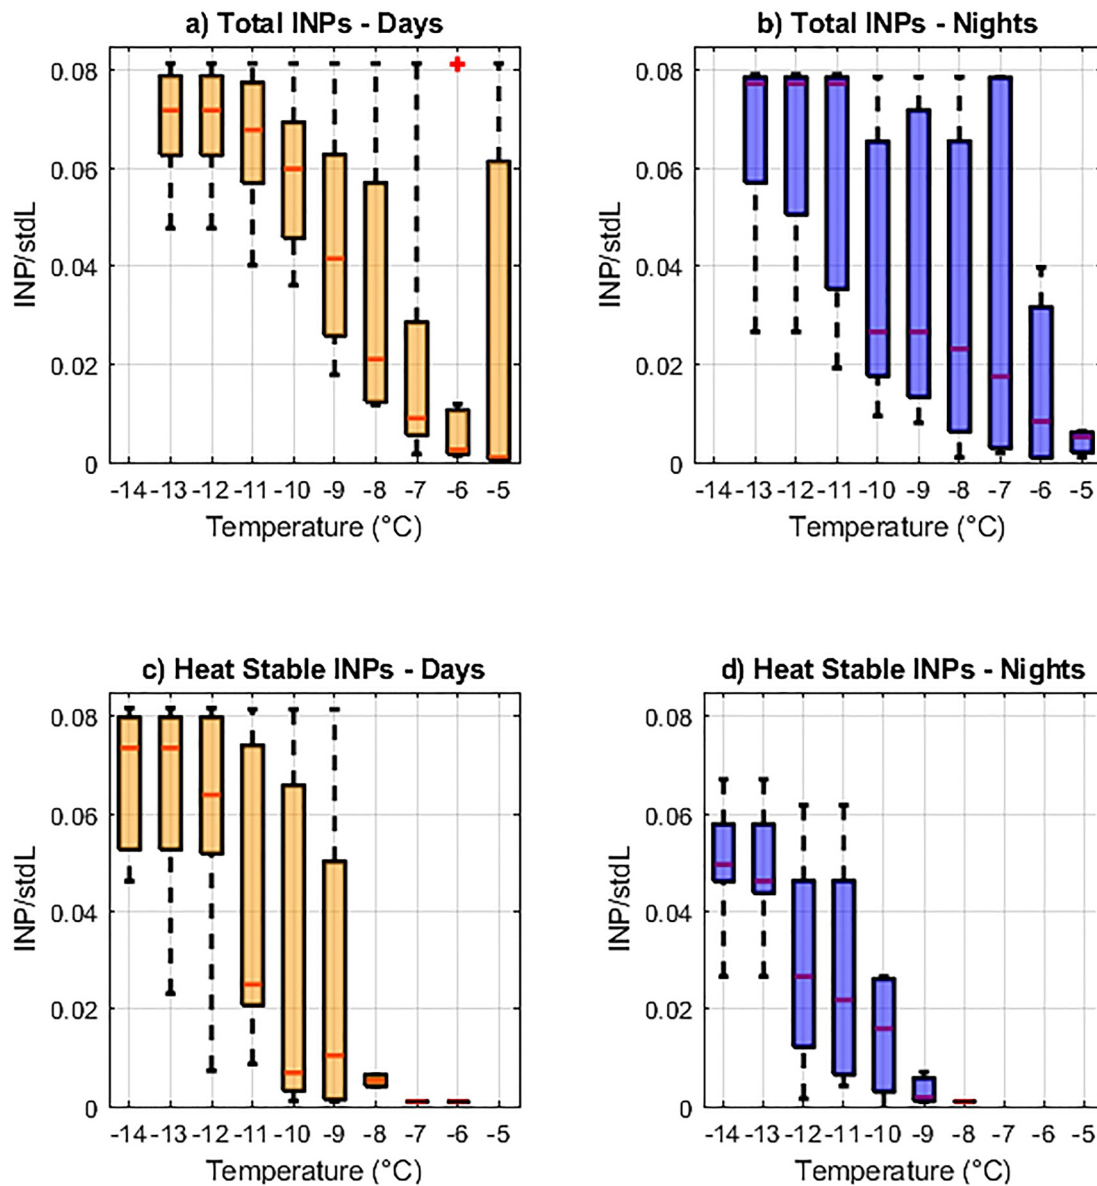 a) Total INPs - Days
b) Total INPs - Nights
0.08
0.06
0.04
0.02
0
INP/stdL
-14 -13 -12 -11 -10 -9 -8 -7 -6 -5
Temperature (°C)
0.08
0.06
0.04
0.02
0
INP/stdL
-14 -13 -12 -11 -10 -9 -8 -7 -6 -5
Temperature (°C)
c) Heat Stable INPs - Days
d) Heat Stable INPs - Nights
0.08
0.06
0.04
0.02
0
INP/stdL
-14 -13 -12 -11 -10 -9 -8 -7 -6 -5
Temperature (°C)
0.08
0.06
0.04
0.02
0
INP/stdL
-14 -13 -12 -11 -10 -9 -8 -7 -6 -5
Temperature (°C)